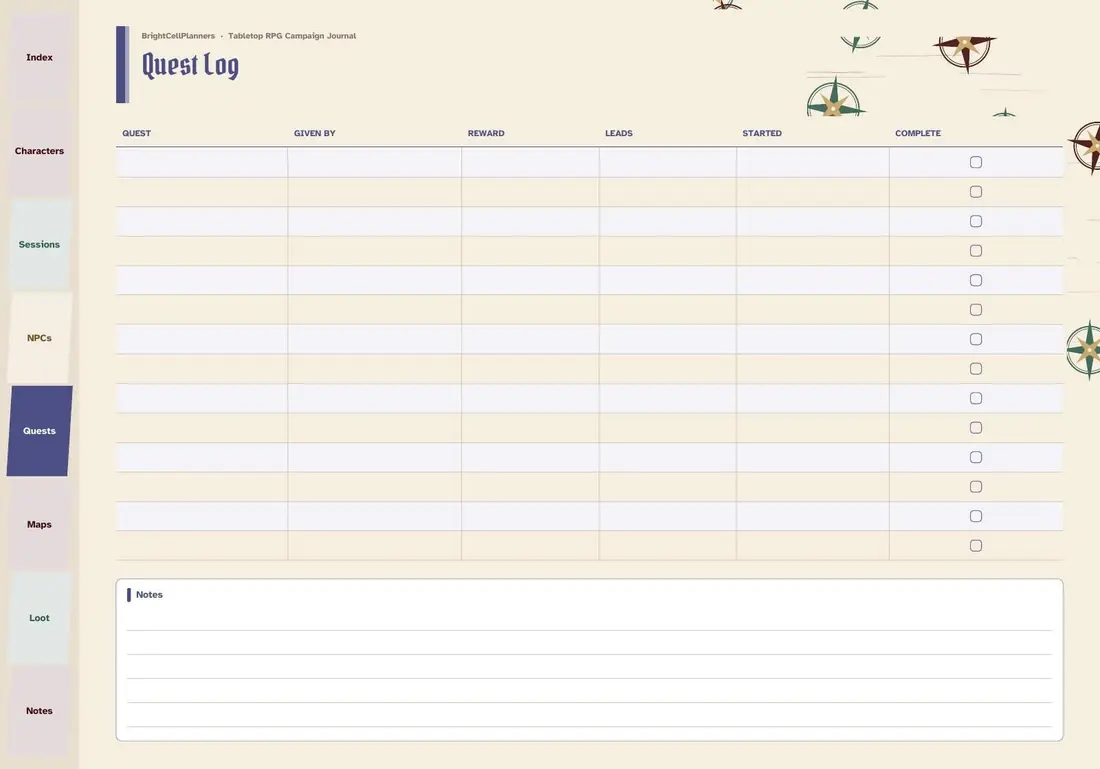 Index
Characters
Sessions
NPCs
Quests
Maps
Loot
Notes
BrightCellPlanners · Tabletop RPG Campaign Journal
Quest Log
QUEST GIVEN BY REWARD LEADS STARTED COMPLETE
Notes